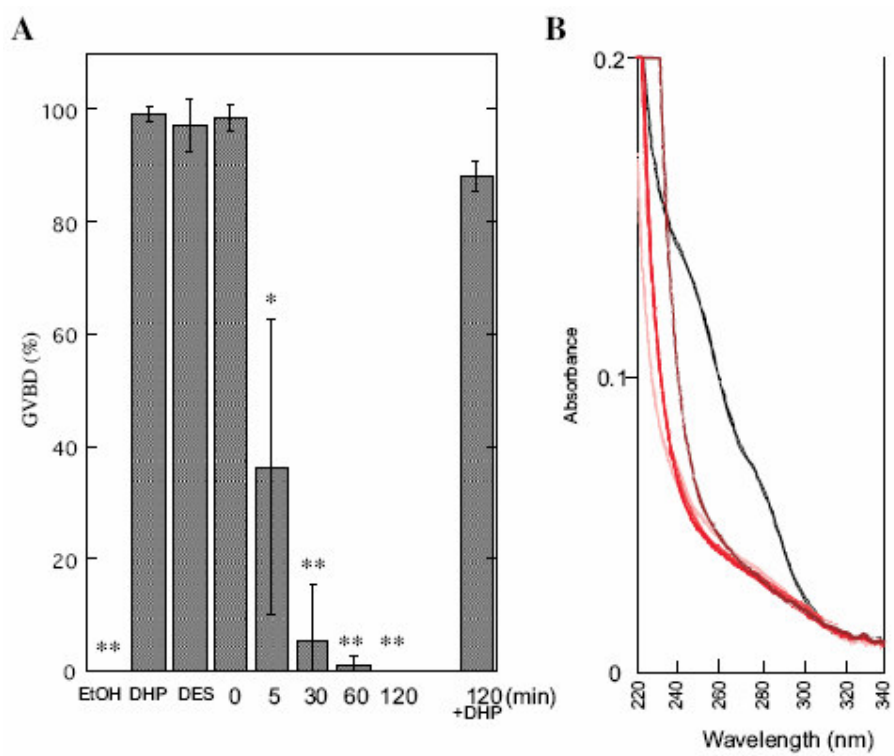 A
B
100
80
60
40
20
0
GVBD (%)
*
**
**
**
**
EtOH DHP DES 0 5 30 60 120 120 (min)
+DHP
0.2
0.1
0
Absorbance
220 240 260 280 300 320 340
Wavelength (nm)